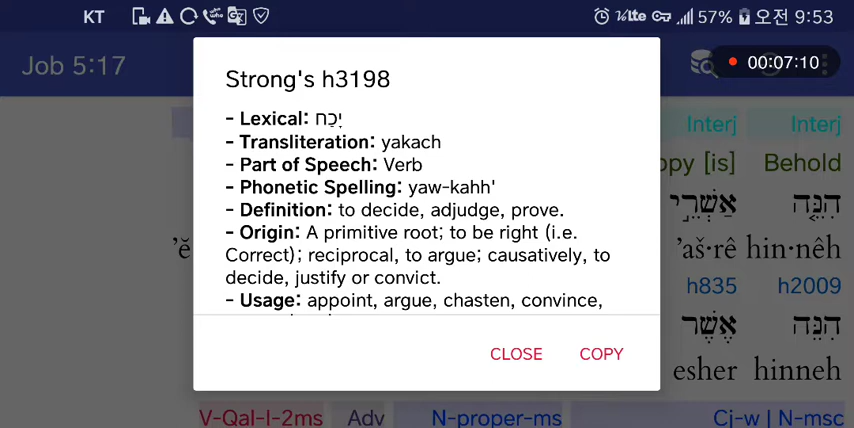 KT 57% 오전 9:53
Job 5:17
00:07:10
Strong's h3198
- Lexical: יָכַח
- Transliteration: yakach
- Part of Speech: Verb
- Phonetic Spelling: yaw-kahh'
- Definition: to decide, adjudge, prove.
- Origin: A primitive root; to be right (i.e.
Correct); reciprocal, to argue; causatively, to
decide, justify or convict.
- Usage: appoint, argue, chasten, convince,
CLOSE COPY
Interj Interj
[is] Behold
אַשְׁרֵ֣י הִנֵּ֤ה
’ě ’aš·rê hin·nêh
h835 h2009
אֶשֶׁר הִנֵּה
esher hinneh
V-Qal-I-2ms Adv N-proper-ms Cj-w | N-msc